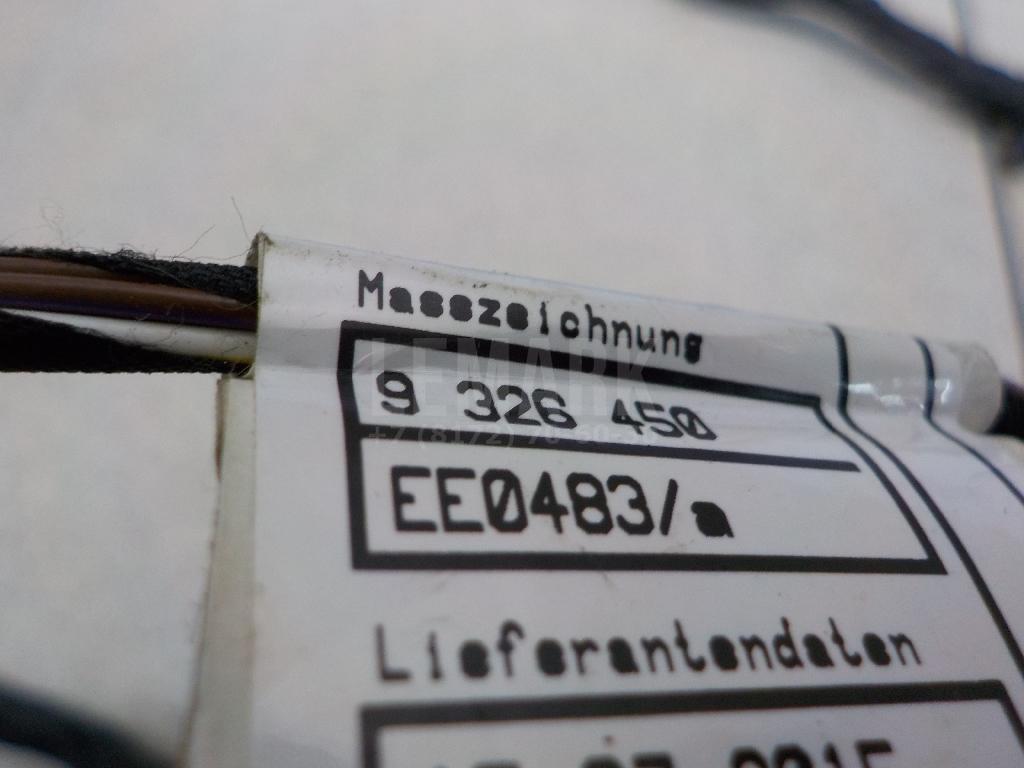 Masszeichnung
9 326 450
EE0483/a
LEMARK
Lieferantendaten